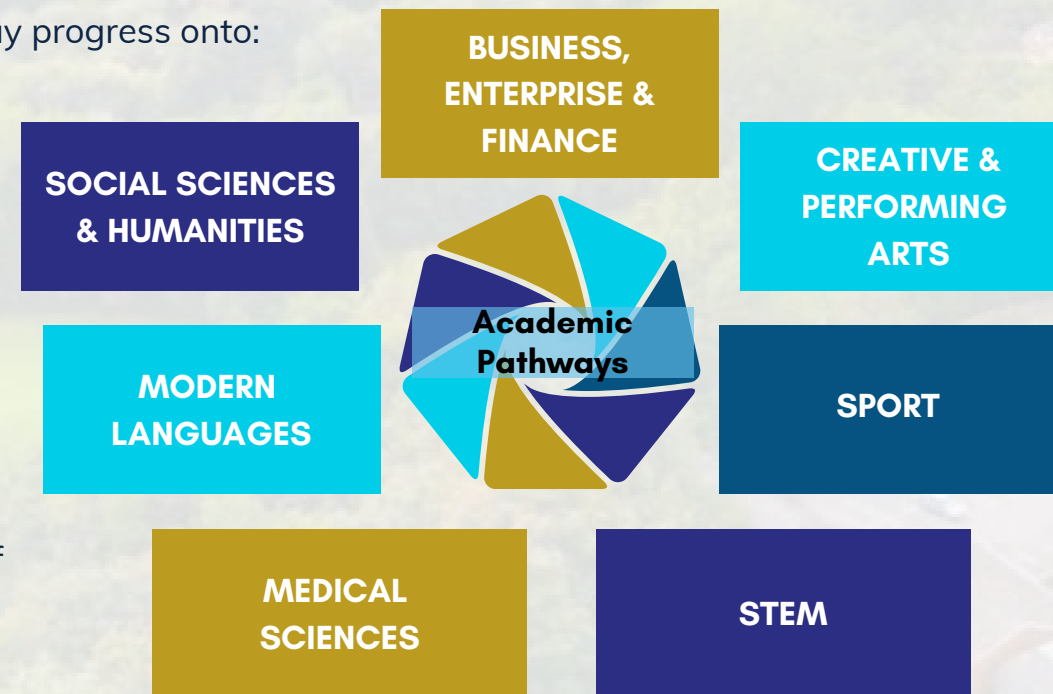 progress onto:
BUSINESS,
ENTERPRISE &
FINANCE
SOCIAL SCIENCES
& HUMANITIES
CREATIVE &
PERFORMING
ARTS
Academic
Pathways
MODERN
LANGUAGES
SPORT
MEDICAL
SCIENCES
STEM